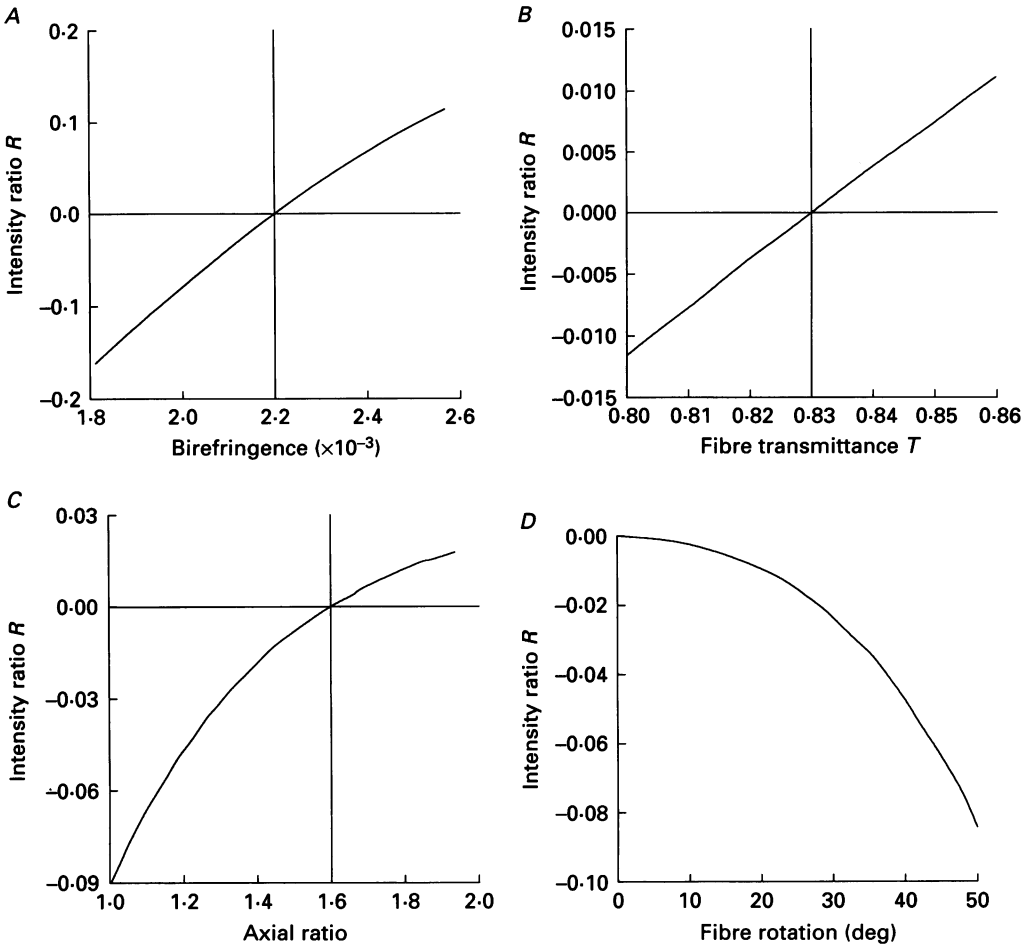 A
Intensity ratio R
0·2
0·1
0·0
–0·1
–0·2
1·8 2·0 2·2 2·4 2·6
Birefringence (×10–3)
B
Intensity ratio R
0·015
0·010
0·005
0·000
–0·005
–0·010
–0·015
0·80 0·81 0·82 0·83 0·84 0·85 0·86
Fibre transmittance T
C
Intensity ratio R
0·03
0·00
–0·03
–0·06
–0·09
1·0 1·2 1·4 1·6 1·8 2·0
Axial ratio
D
Intensity ratio R
0·00
–0·02
–0·04
–0·06
–0·08
–0·10
0 10 20 30 40 50
Fibre rotation (deg)